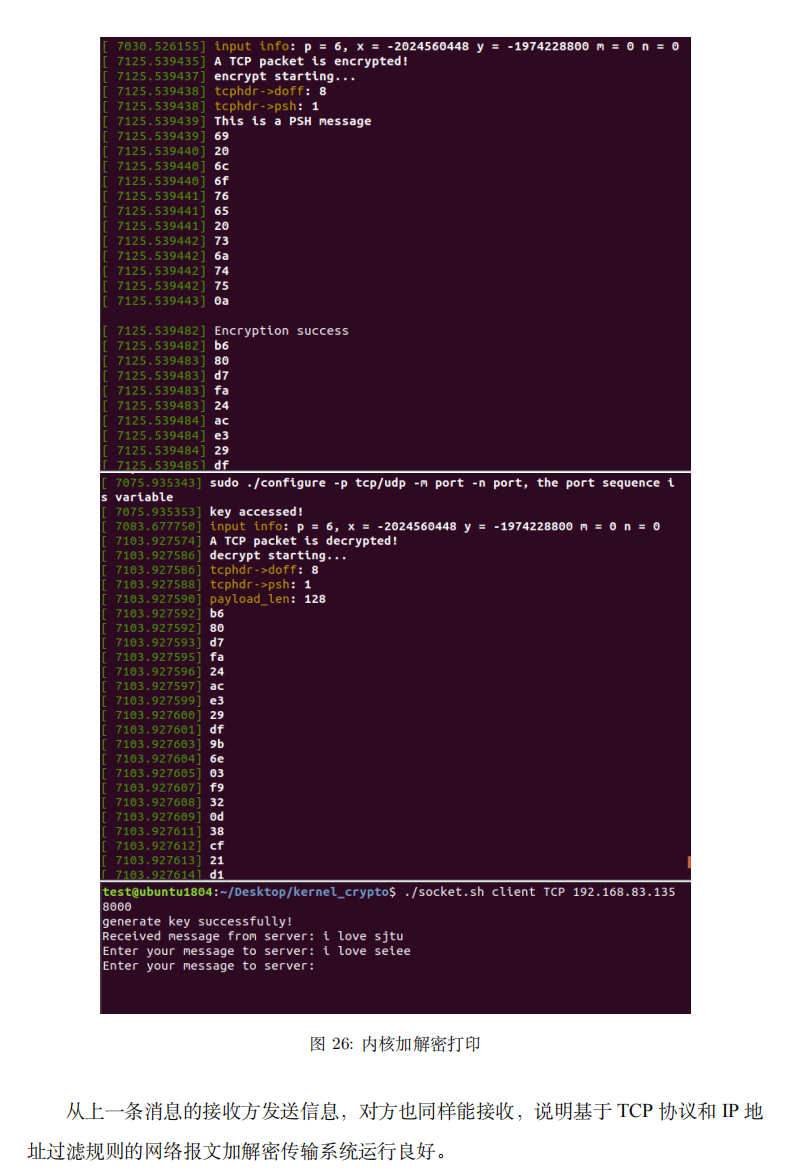 [ 7030.526155] input info: p = 6, x = -2024560448 y = -1974228800 m = 0 n = 0
[ 7125.539435] A TCP packet is encrypted!
[ 7125.539437] encrypt starting...
[ 7125.539438] tcphdr->doff: 8
[ 7125.539438] tcphdr->psh: 1
[ 7125.539439] This is a PSH message
[ 7125.539439] 69
[ 7125.539440] 20
[ 7125.539440] 6c
[ 7125.539440] 6f
[ 7125.539441] 76
[ 7125.539441] 65
[ 7125.539441] 20
[ 7125.539442] 73
[ 7125.539442] 6a
[ 7125.539442] 74
[ 7125.539442] 75
[ 7125.539443] 0a
[ 7125.539482] Encryption success
[ 7125.539482] b6
[ 7125.539483] 80
[ 7125.539483] d7
[ 7125.539483] fa
[ 7125.539483] 24
[ 7125.539484] ac
[ 7125.539484] e3
[ 7125.539484] 29
[ 7125.539485] df
[ 7075.935343] sudo ./configure -p tcp/udp -m port -n port, the port sequence i
s variable
[ 7075.935353] key accessed!
[ 7083.677750] input info: p = 6, x = -2024560448 y = -1974228800 m = 0 n = 0
[ 7103.927574] A TCP packet is decrypted!
[ 7103.927586] decrypt starting...
[ 7103.927586] tcphdr->doff: 8
[ 7103.927588] tcphdr->psh: 1
[ 7103.927590] payload_len: 128
[ 7103.927592] b6
[ 7103.927592] 80
[ 7103.927593] d7
[ 7103.927595] fa
[ 7103.927596] 24
[ 7103.927597] ac
[ 7103.927599] e3
[ 7103.927600] 29
[ 7103.927601] df
[ 7103.927603] 9b
[ 7103.927604] 6e
[ 7103.927605] 03
[ 7103.927607] f9
[ 7103.927608] 32
[ 7103.927609] 0d
[ 7103.927611] 38
[ 7103.927612] cf
[ 7103.927613] 21
[ 7103.927614] d1
test@ubuntu1804:~/Desktop/kernel_crypto$ ./socket.sh client TCP 192.168.83.135
8000
generate key successfully!
Received message from server: i love sjtu
Enter your message to server: i love seiee
Enter your message to server:
图 26: 内核加解密打印
从上一条消息的接收方发送信息，对方也同样能接收，说明基于 TCP 协议和 IP 地
址过滤规则的网络报文加解密传输系统运行良好。